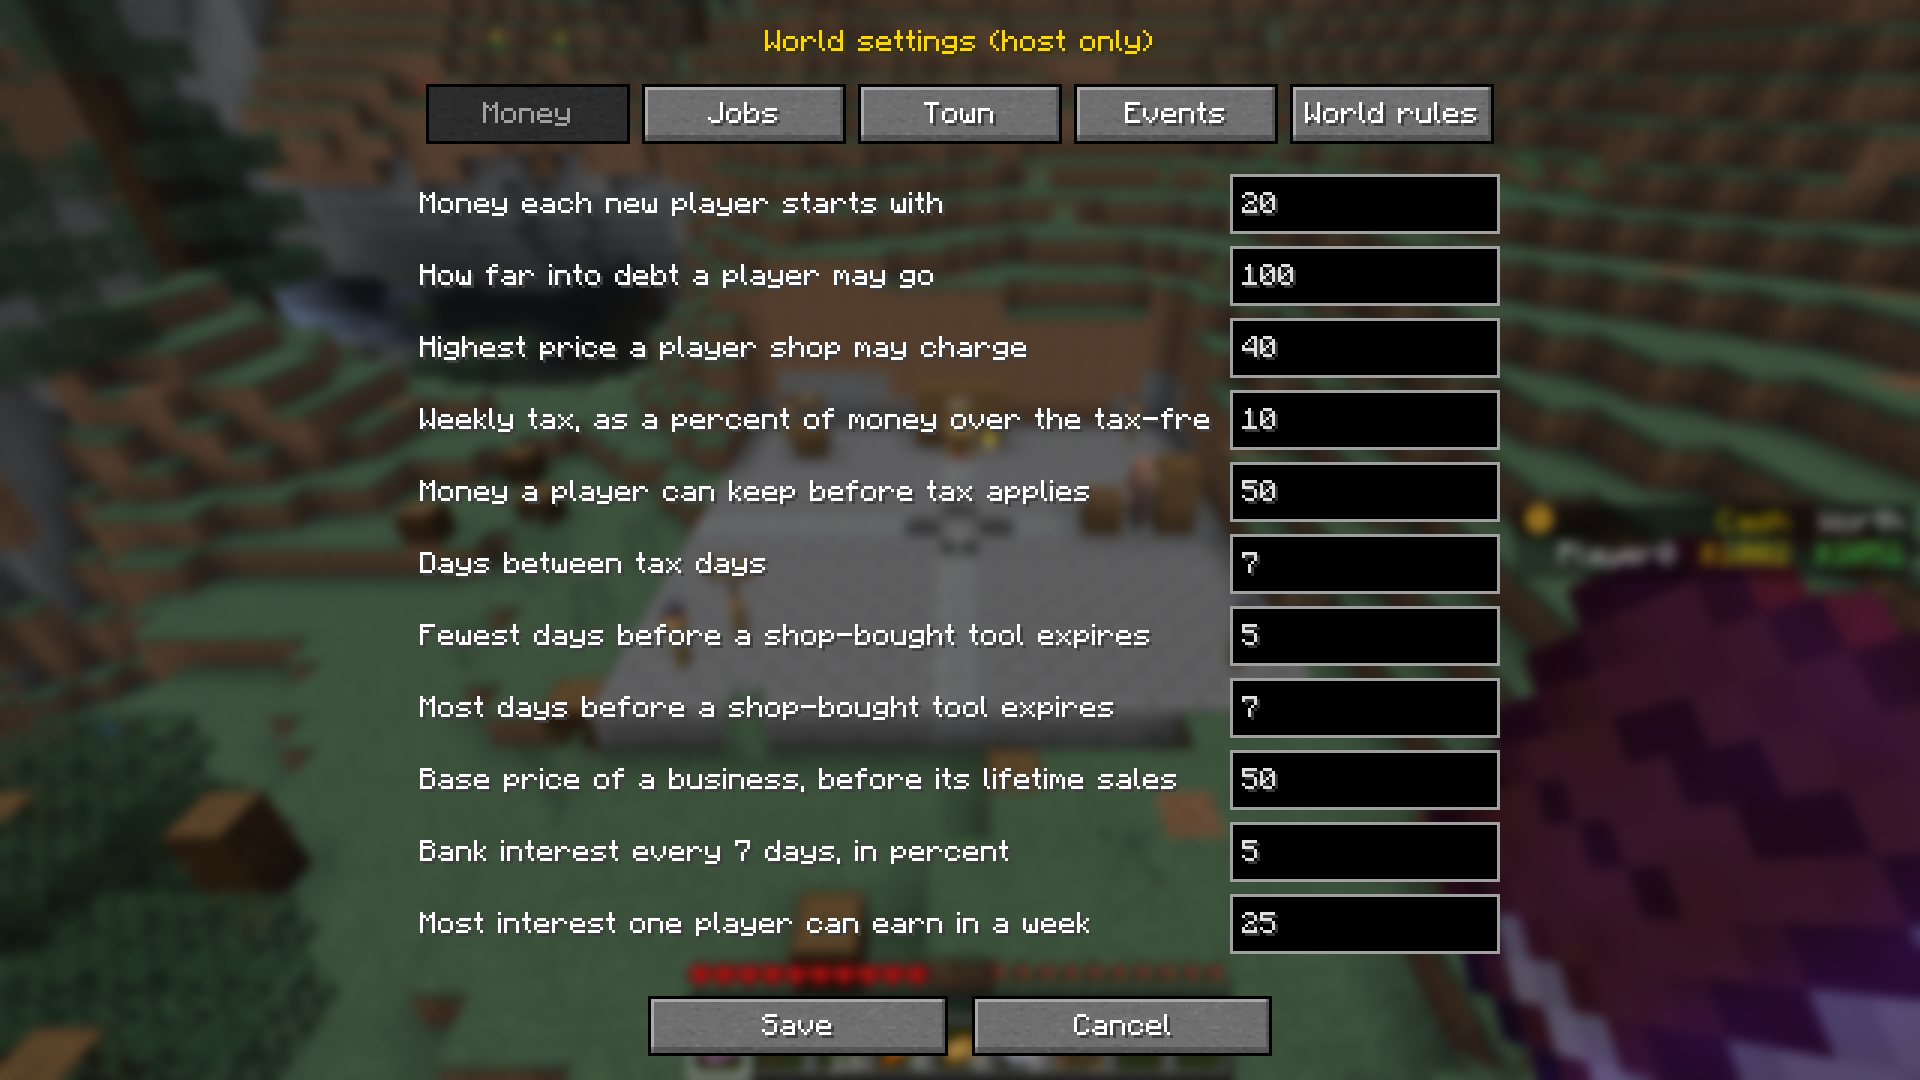 World settings (host only)
Money Jobs Town Events World rules
Money each new player starts with 20
How far into debt a player may go 100
Highest price a player shop may charge 40
Weekly tax, as a percent of money over the tax-fre 10
Money a player can keep before tax applies 50
Days between tax days 7
Cash Worth
Player0
Fewest days before a shop-bought tool expires 5
Most days before a shop-bought tool expires 7
Base price of a business, before its lifetime sales 50
Bank interest every 7 days, in percent 5
Most interest one player can earn in a week 25
Save Cancel